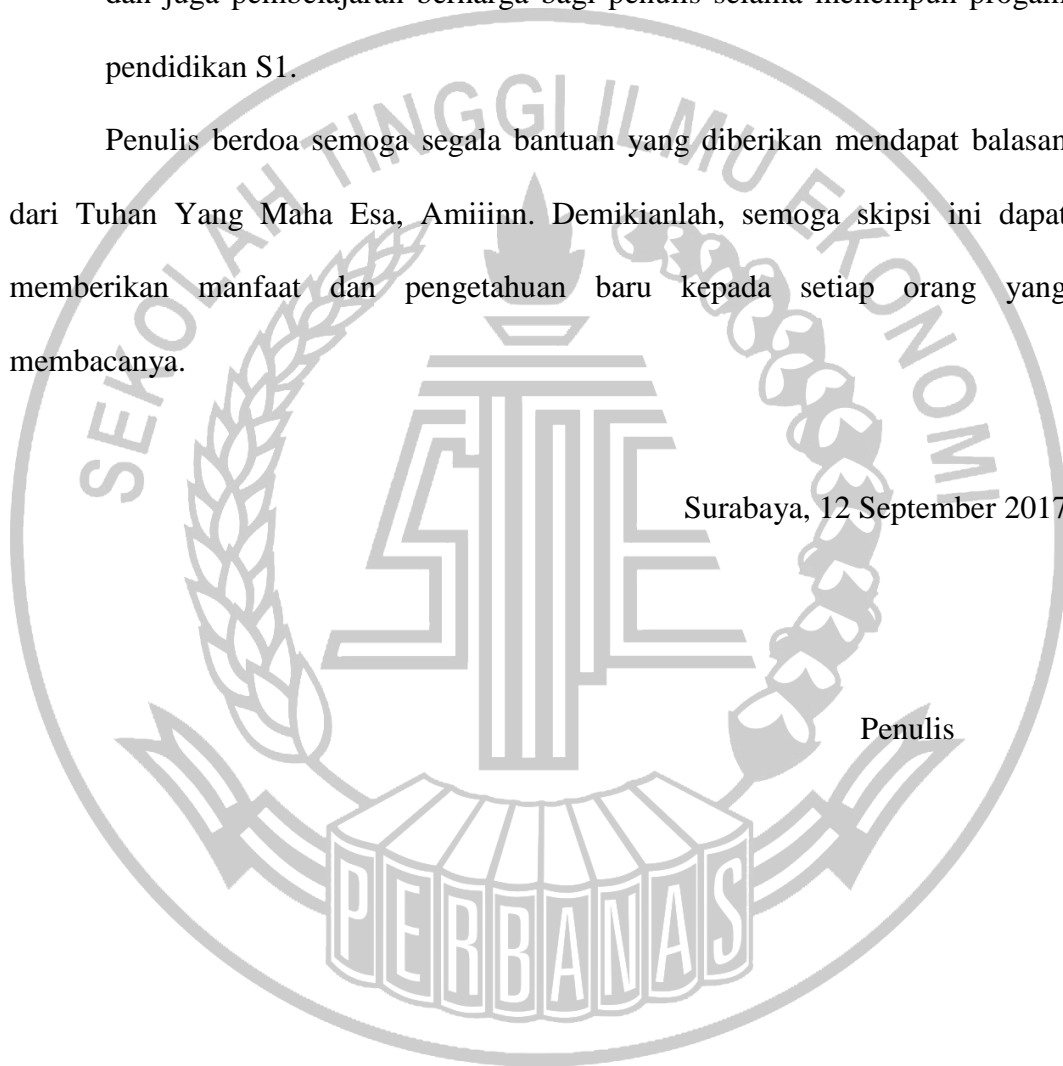 dan juga pembelajaran berharga bagi penulis selama menempuh progam
pendidikan S1.
Penulis berdoa semoga segala bantuan yang diberikan mendapat balasan
dari Tuhan Yang Maha Esa, Amiiinn. Demikianlah, semoga skipsi ini dapat
memberikan manfaat dan pengetahuan baru kepada setiap orang yang
membacanya.
Surabaya, 12 September 2017
Penulis
SEKOLAH TINGGI ILMU EKONOMI
STIE
PERBANAS